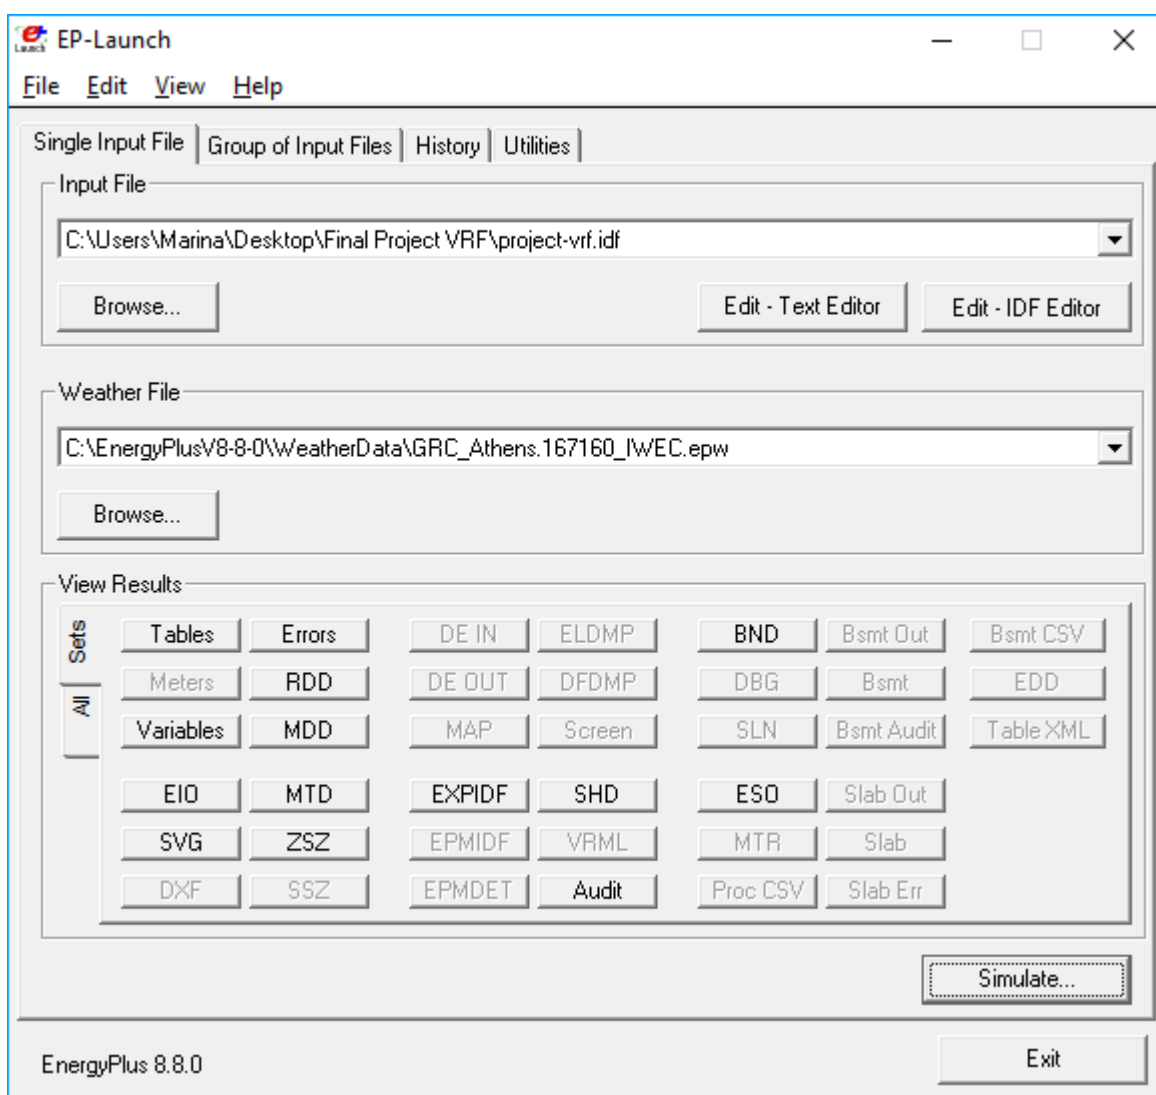 EP-Launch
File Edit View Help
Single Input File Group of Input Files History Utilities
Input File
C:\Users\Marina\Desktop\Final Project VRF\project-vrf.idf
Browse... Edit - Text Editor Edit - IDF Editor
Weather File
C:\EnergyPlusV8-8-0\WeatherData\GRC_Athens.167160_IWEC.epw
Browse...
View Results
Sets
All
Tables Errors DE IN ELDMP BND Bsmt Out Bsmt CSV
Meters RDD DE OUT DFDMP DBG Bsmt EDD
Variables MDD MAP Screen SLN Bsmt Audit Table XML
EIO MTD EXPIDF SHD ESO Slab Out
SVG ZSZ EPMIDF VRML MTR Slab
DXF SSZ EPMDET Audit Proc CSV Slab Err
Simulate...
EnergyPlus 8.8.0 Exit